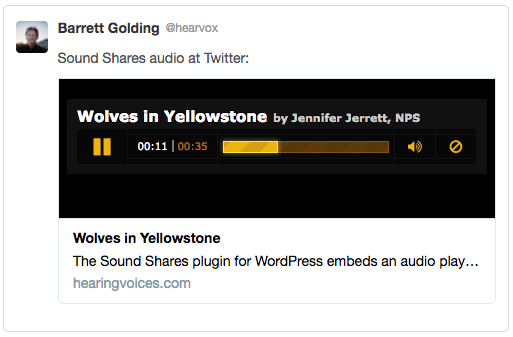 Barrett Golding @hearvox
Sound Shares audio at Twitter:
Wolves in Yellowstone by Jennifer Jerrett, NPS
00:11 | 00:35
Wolves in Yellowstone
The Sound Shares plugin for WordPress embeds an audio play…
hearingvoices.com